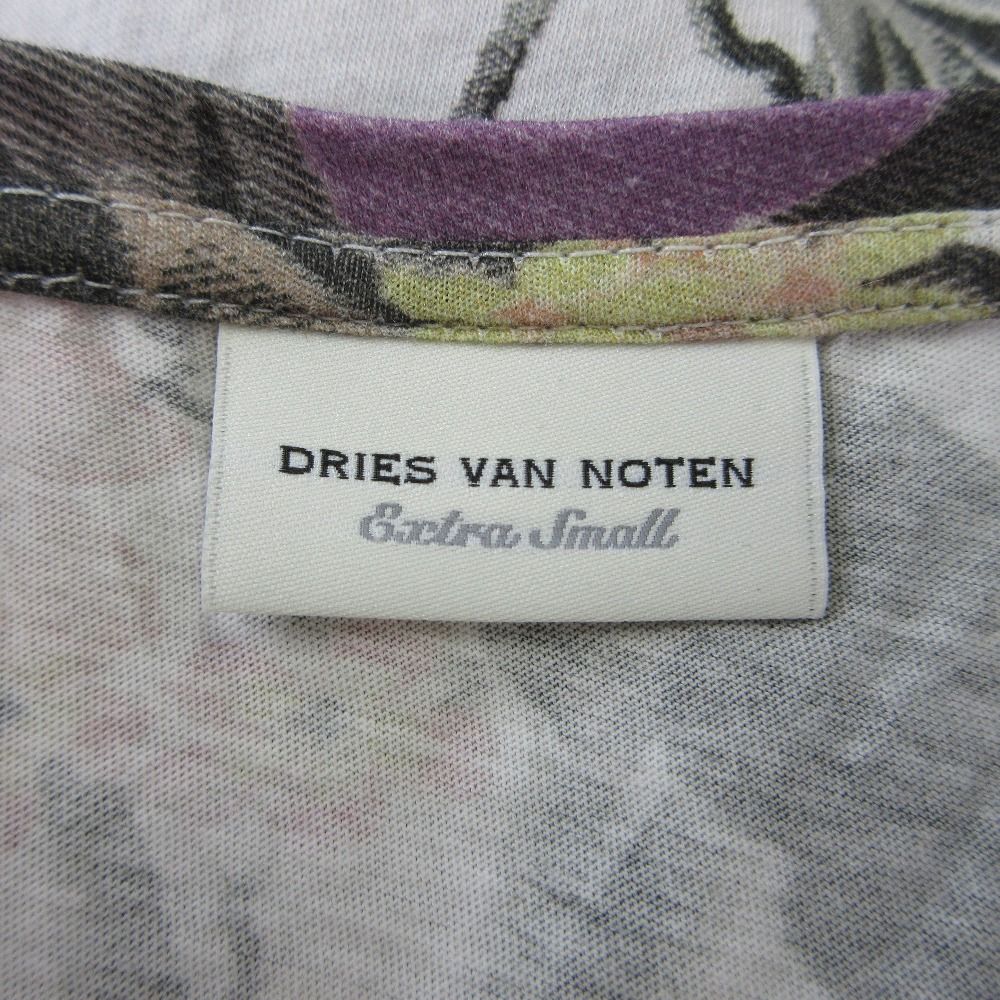 DRIES VAN NOTEN
Extra Small